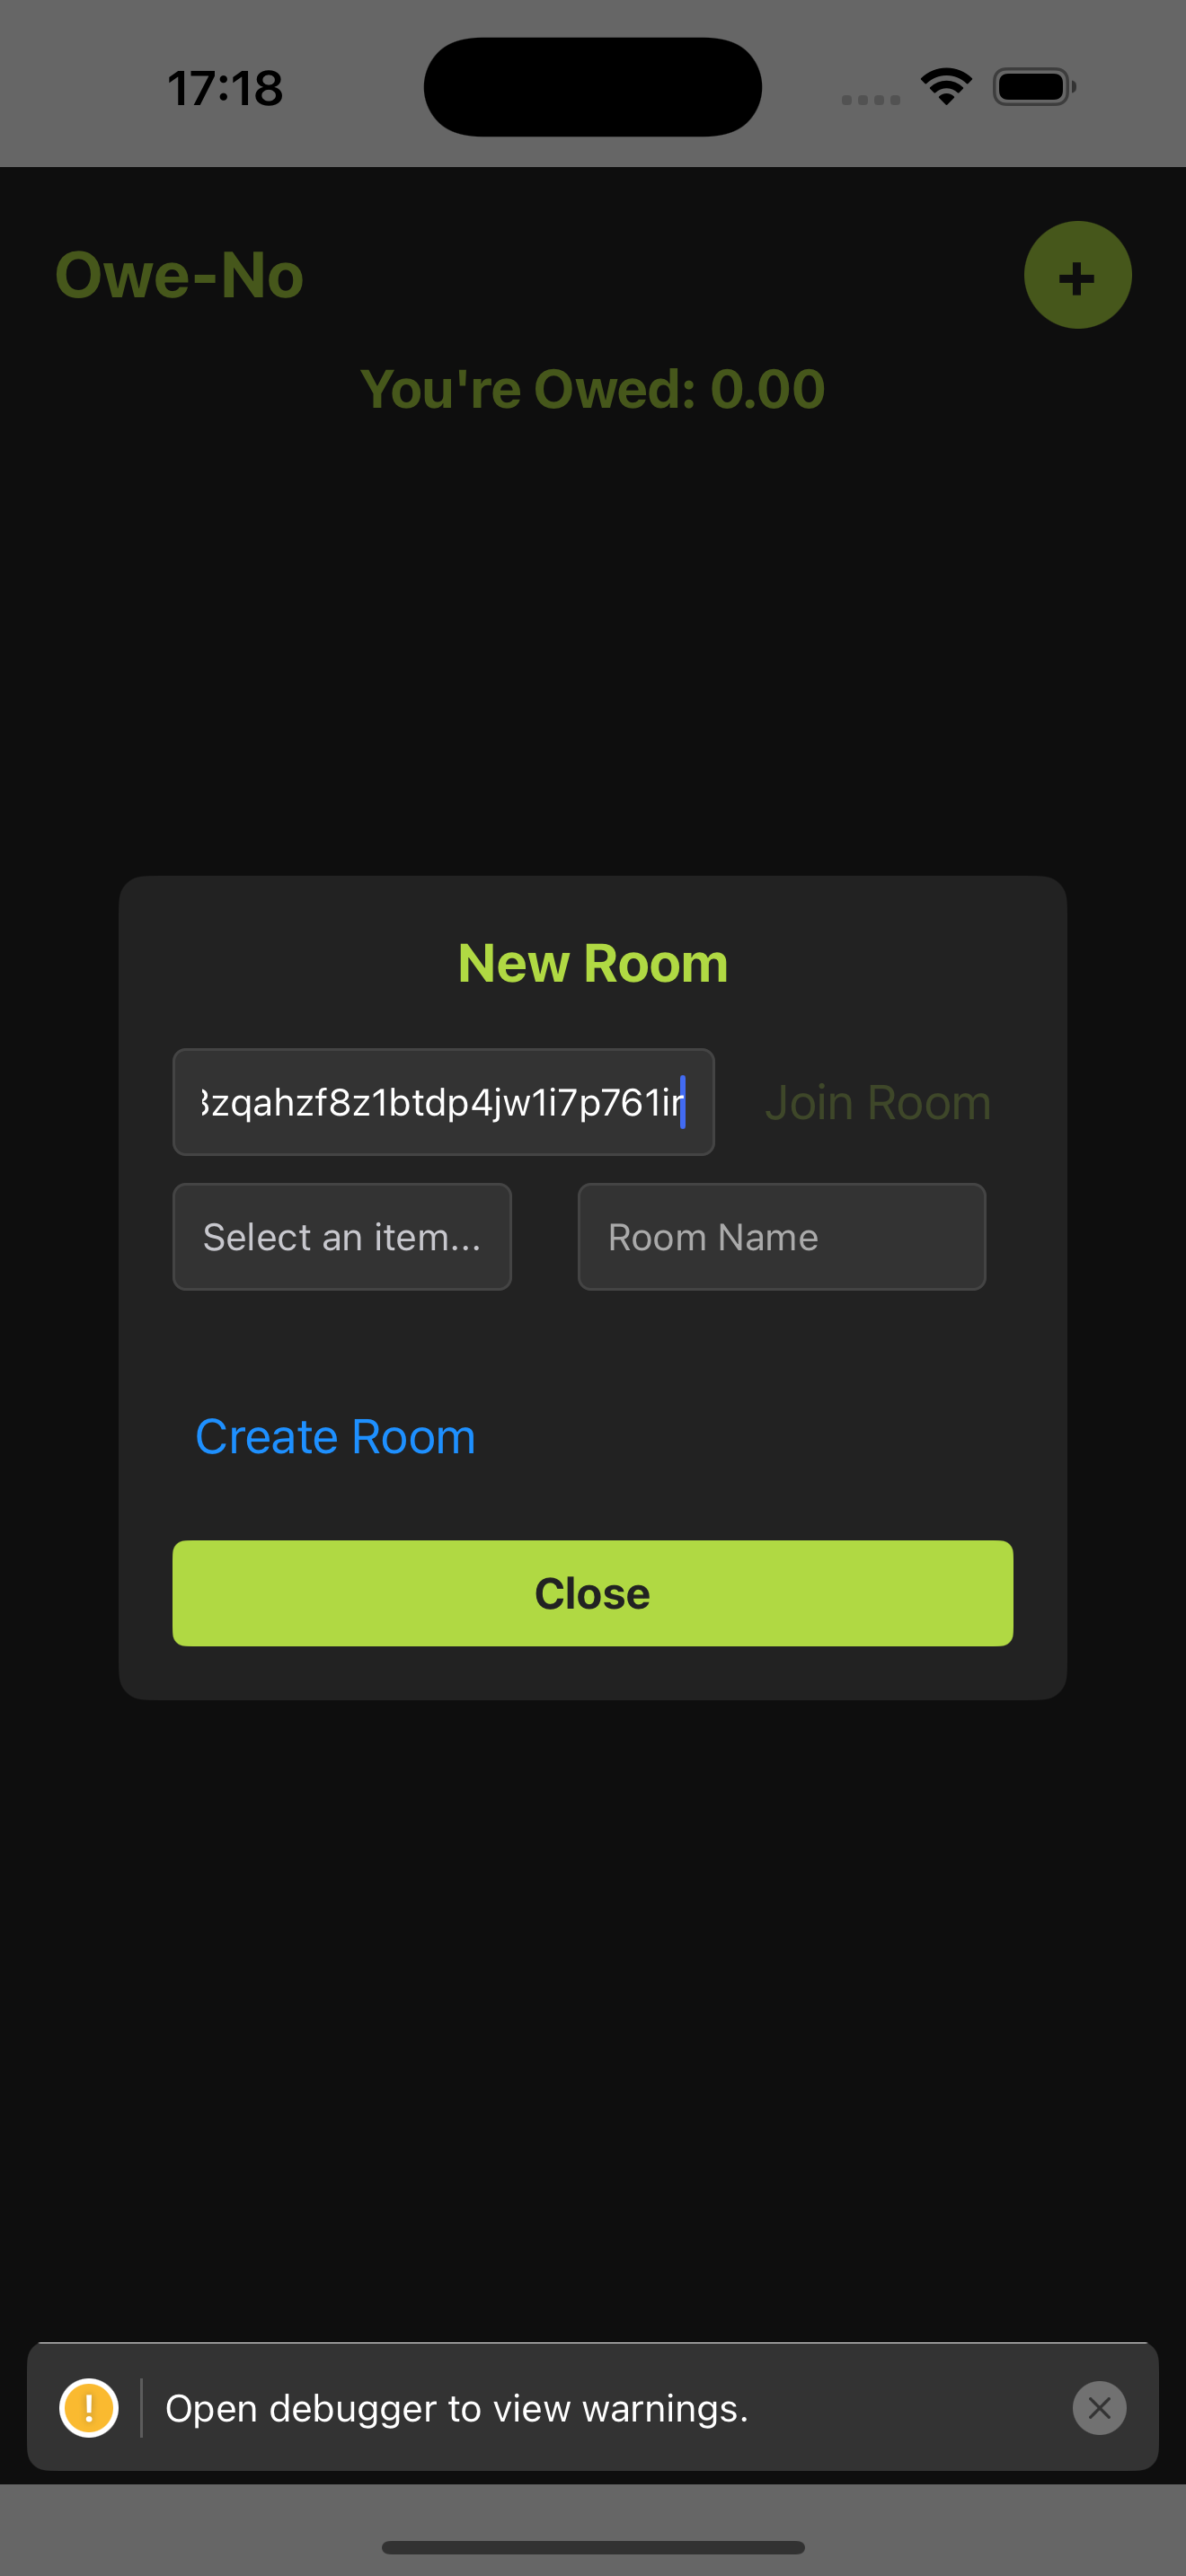 17:18
Owe-No
+
You're Owed: 0.00
New Room
3zqahzf8z1btdp4jw1i7p761ir
Join Room
Select an item...
Room Name
Create Room
Close
! Open debugger to view warnings.